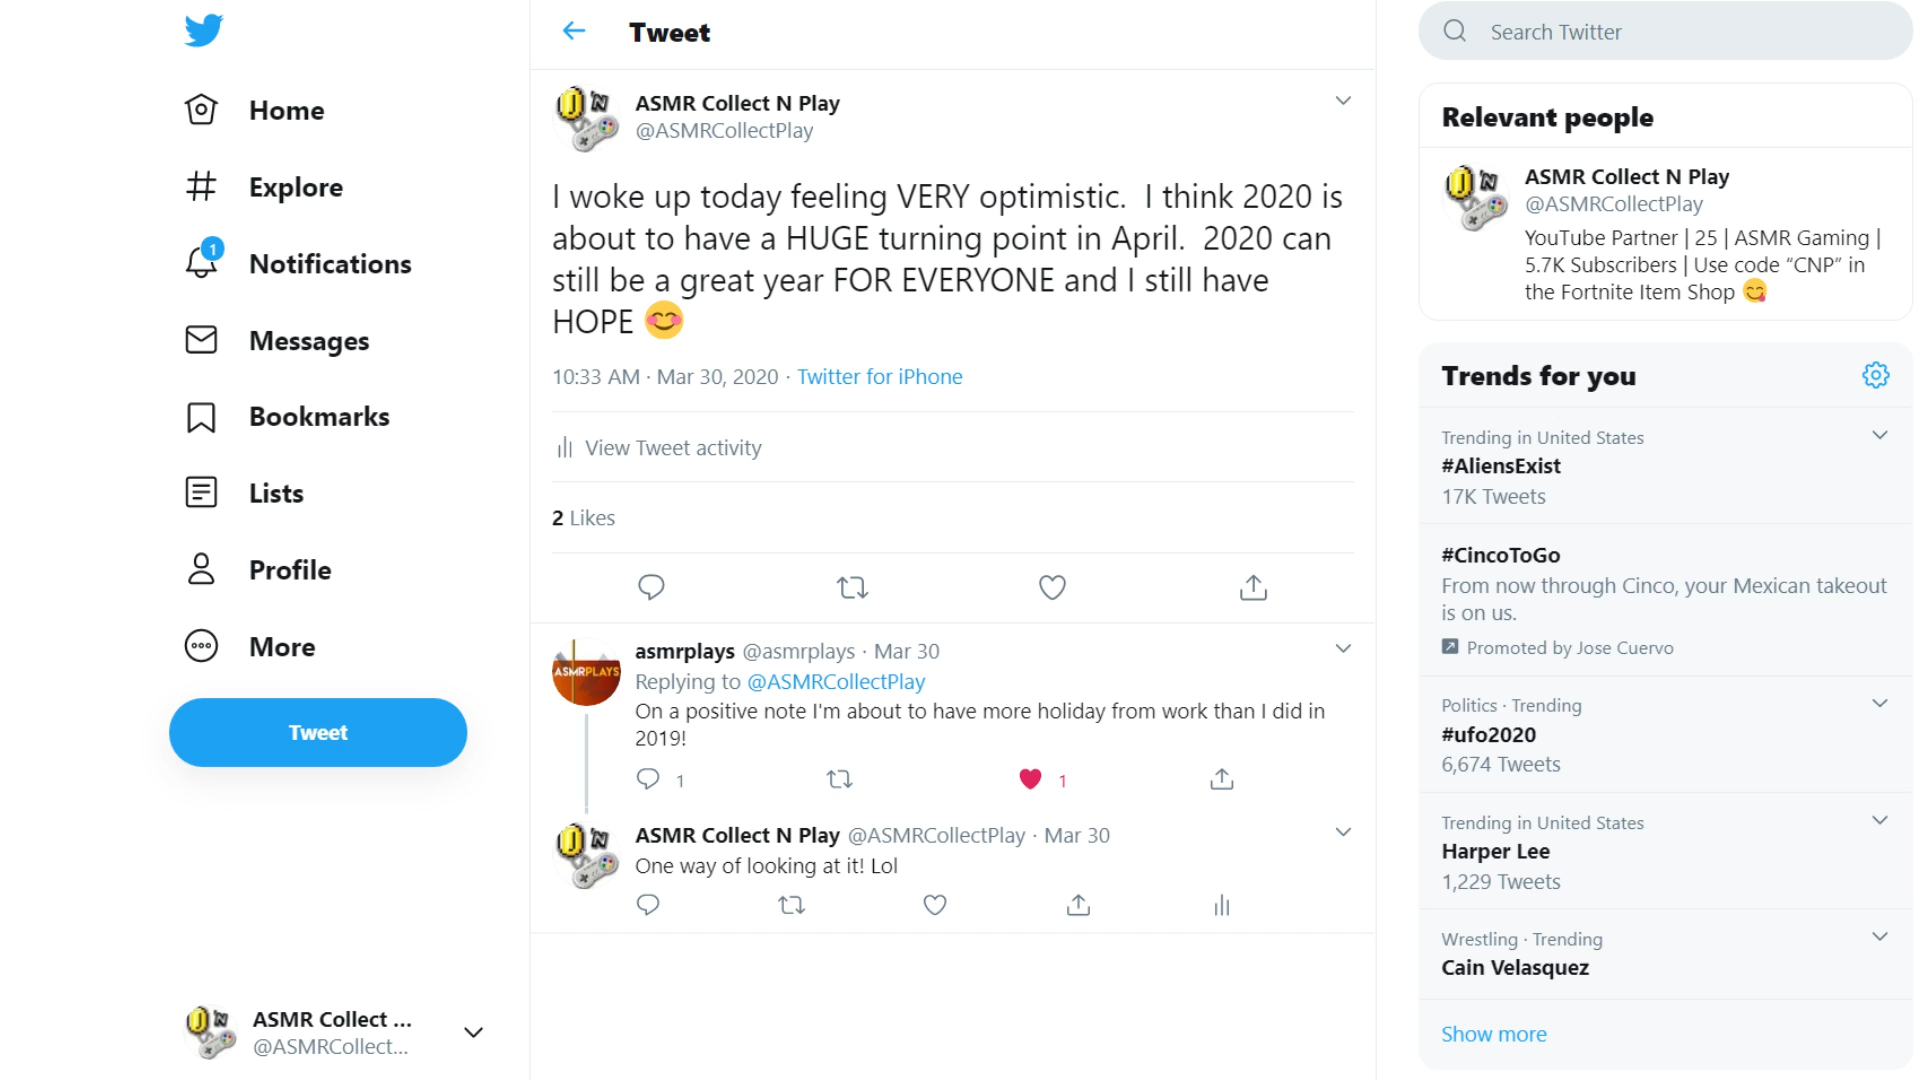 Home
Explore
1
Notifications
Messages
Bookmarks
Lists
Profile
More
Tweet
ASMR Collect ...
@ASMRCollect...
Tweet
J 'N
ASMR Collect N Play
@ASMRCollectPlay
I woke up today feeling VERY optimistic.  I think 2020 is
about to have a HUGE turning point in April.  2020 can
still be a great year FOR EVERYONE and I still have
HOPE 😊
10:33 AM · Mar 30, 2020 · Twitter for iPhone
View Tweet activity
2 Likes
ASMRPLAYS
asmrplays @asmrplays · Mar 30
Replying to @ASMRCollectPlay
On a positive note I'm about to have more holiday from work than I did in
2019!
1
1
J 'N
ASMR Collect N Play @ASMRCollectPlay · Mar 30
One way of looking at it! Lol
Search Twitter
Relevant people
J 'N
ASMR Collect N Play
@ASMRCollectPlay
YouTube Partner | 25 | ASMR Gaming |
5.7K Subscribers | Use code “CNP” in
the Fortnite Item Shop 😋
Trends for you
Trending in United States
#AliensExist
17K Tweets
#CincoToGo
From now through Cinco, your Mexican takeout
is on us.
Promoted by Jose Cuervo
Politics · Trending
#ufo2020
6,674 Tweets
Trending in United States
Harper Lee
1,229 Tweets
Wrestling · Trending
Cain Velasquez
Show more
J 'N